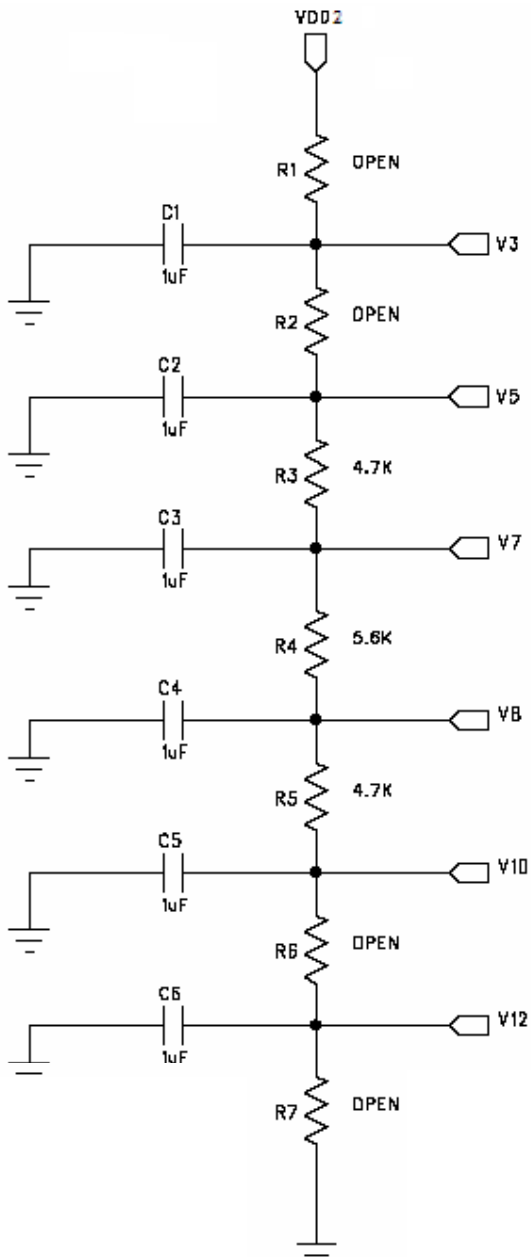 VDD2
R1 OPEN
C1
1uF
V3
R2 OPEN
C2
1uF
V5
R3 4.7K
C3
1uF
V7
R4 5.6K
C4
1uF
V8
R5 4.7K
C5
1uF
V10
R6 OPEN
C6
1uF
V12
R7 OPEN